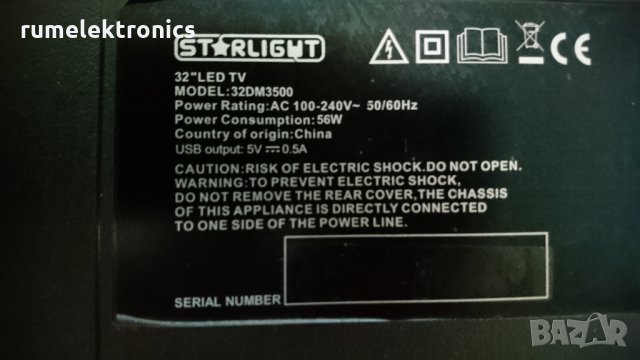 rumelektronics
STARLIGHT
32"LED TV
MODEL:32DM3500
Power Rating:AC 100-240V~ 50/60Hz
Power Consumption:56W
Country of origin:China
USB output: 5V⎓0.5A
CAUTION:RISK OF ELECTRIC SHOCK.DO NOT OPEN.
WARNING:TO PREVENT ELECTRIC SHOCK,
DO NOT REMOVE THE REAR COVER,THE CHASSIS
OF THIS APPLIANCE IS DIRECTLY CONNECTED
TO ONE SIDE OF THE POWER LINE.
SERIAL NUMBER
BAZAR